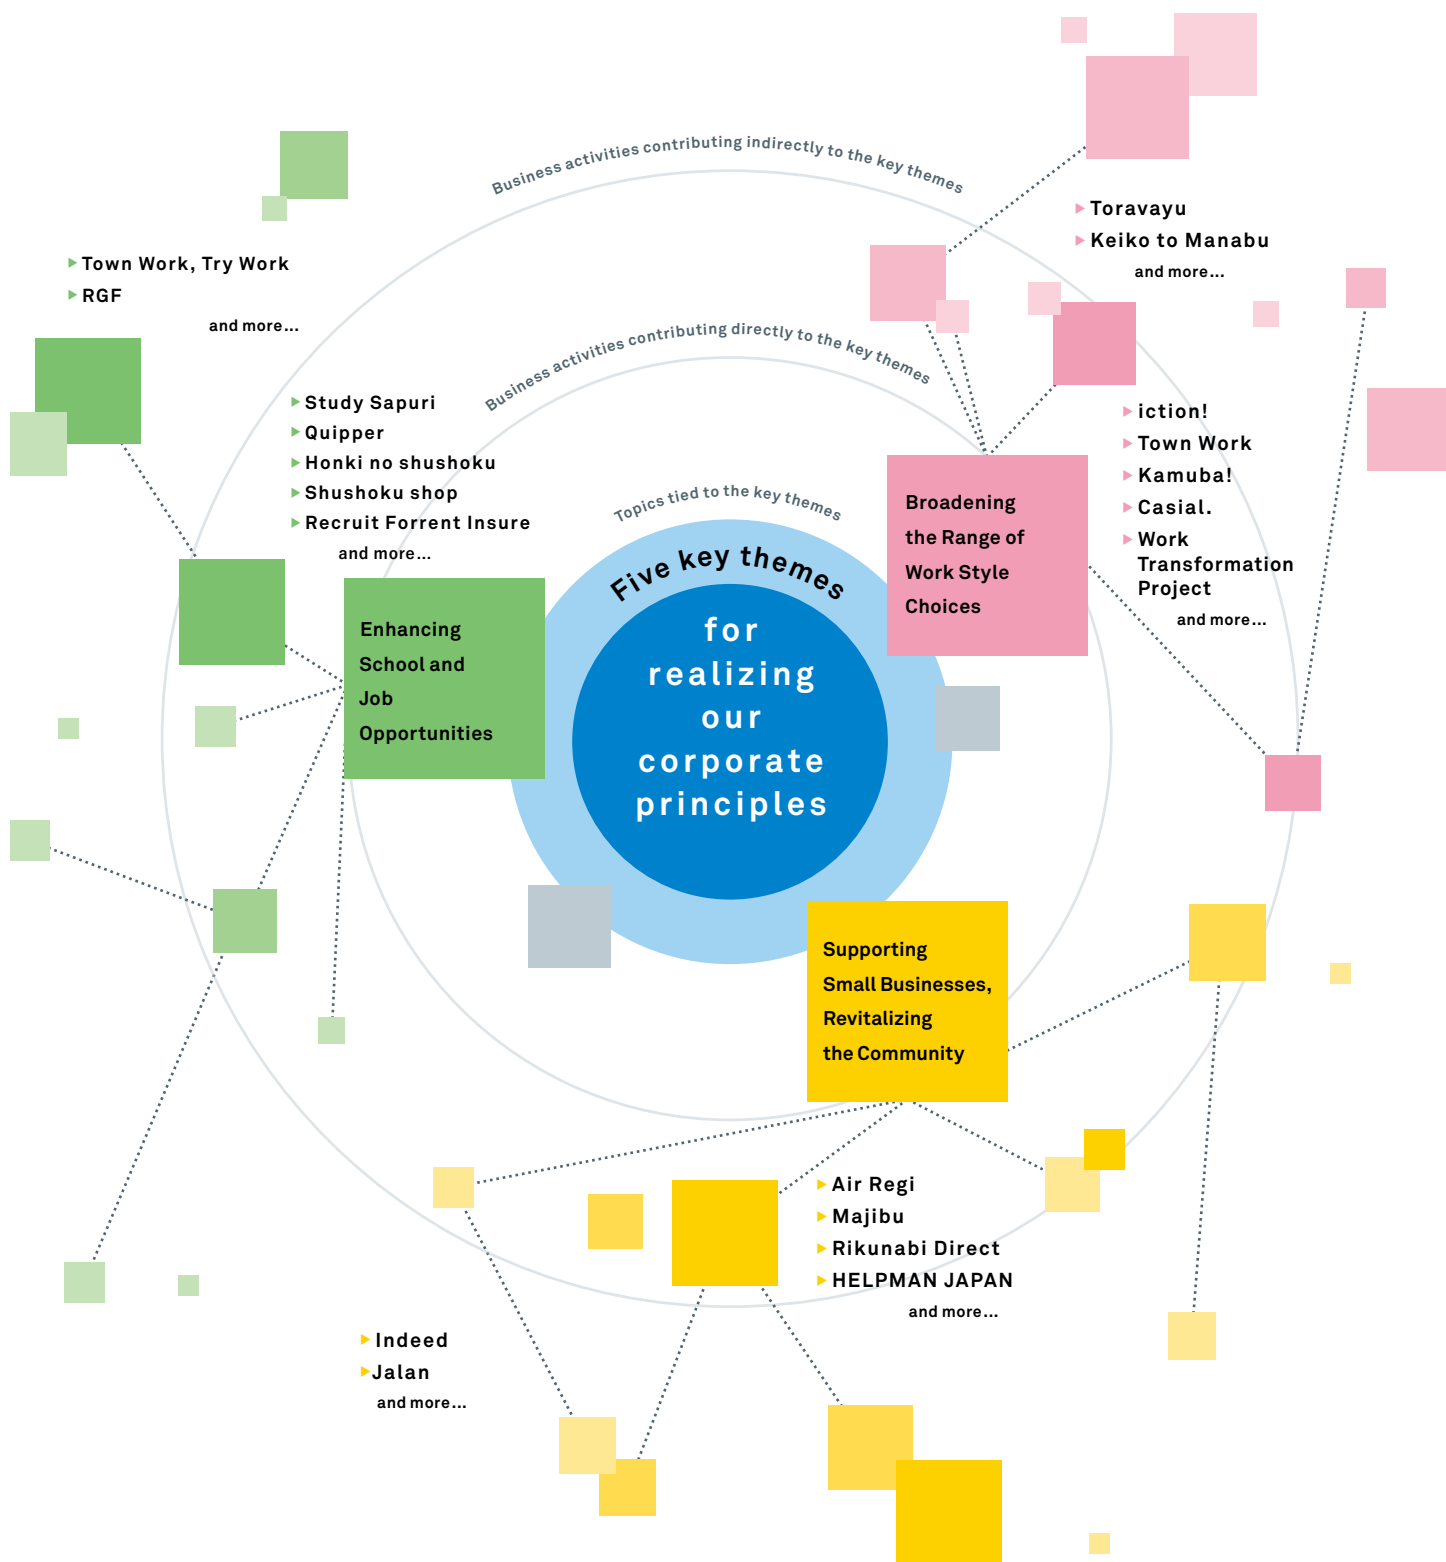 Business activities contributing indirectly to the key themes
Toravayu
Keiko to Manabu
and more...
Town Work, Try Work
RGF
and more...
Business activities contributing directly to the key themes
Study Sapuri
Quipper
Honki no shushoku
Shushoku shop
Recruit Forrent Insure
and more...
iction!
Town Work
Kamuba!
Casial.
Work
Transformation
Project
and more...
Topics tied to the key themes
Broadening
the Range of
Work Style
Choices
Five key themes
for
realizing
our
corporate
principles
Enhancing
School and
Job
Opportunities
Supporting
Small Businesses,
Revitalizing
the Community
Air Regi
Majibu
Rikunabi Direct
HELPMAN JAPAN
and more...
Indeed
Jalan
and more...